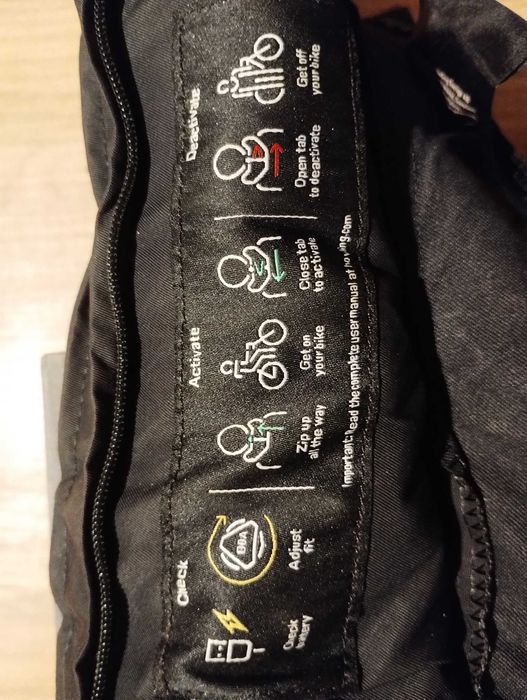 Check
Check
battery
BOA
Adjust
fit
Activate
Zip up
all the way
Get on
your bike
Close tab
to activate
Deactivate
Open tab
to deactivate
Get off
your bike
Important: read the complete user manual at